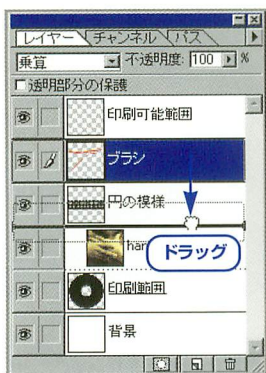 レイヤー チャンネル パス
乗算 不透明度: 100 %
透明部分の保護
印刷可能範囲
ブラシ
円の模様
han
ドラッグ
印刷範囲
背景